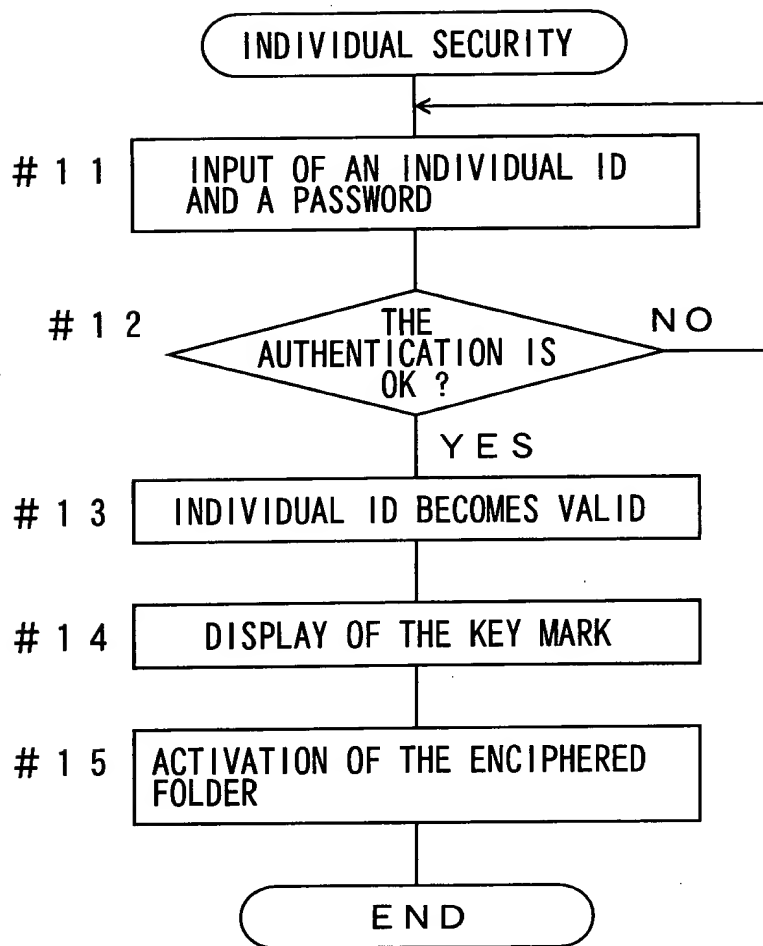 INDIVIDUAL SECURITY
#11
INPUT OF AN INDIVIDUAL ID
AND A PASSWORD
#12
THE
AUTHENTICATION IS
OK ?
NO
YES
#13
INDIVIDUAL ID BECOMES VALID
#14
DISPLAY OF THE KEY MARK
#15
ACTIVATION OF THE ENCIPHERED
FOLDER
END